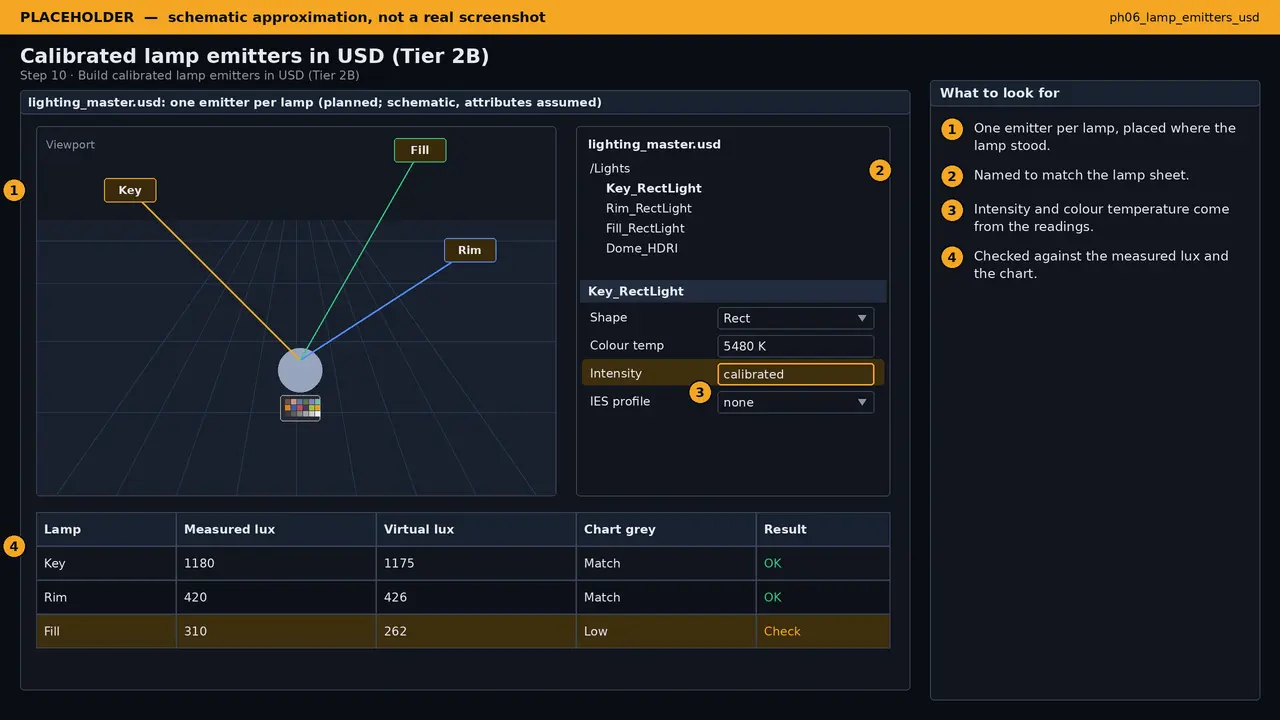 PLACEHOLDER — schematic approximation, not a real screenshot
ph06_lamp_emitters_usd
Calibrated lamp emitters in USD (Tier 2B)
Step 10 · Build calibrated lamp emitters in USD (Tier 2B)
lighting_master.usd: one emitter per lamp (planned; schematic, attributes assumed)
Viewport
Fill
Key
Rim
1
lighting_master.usd
/Lights
2
Key_RectLight
Rim_RectLight
Fill_RectLight
Dome_HDRI
Key_RectLight
Shape Rect
Colour temp 5480 K
Intensity calibrated
3
IES profile none
4
Lamp Measured lux Virtual lux Chart grey Result
Key 1180 1175 Match OK
Rim 420 426 Match OK
Fill 310 262 Low Check
What to look for
1 One emitter per lamp, placed where the
lamp stood.
2 Named to match the lamp sheet.
3 Intensity and colour temperature come
from the readings.
4 Checked against the measured lux and
the chart.